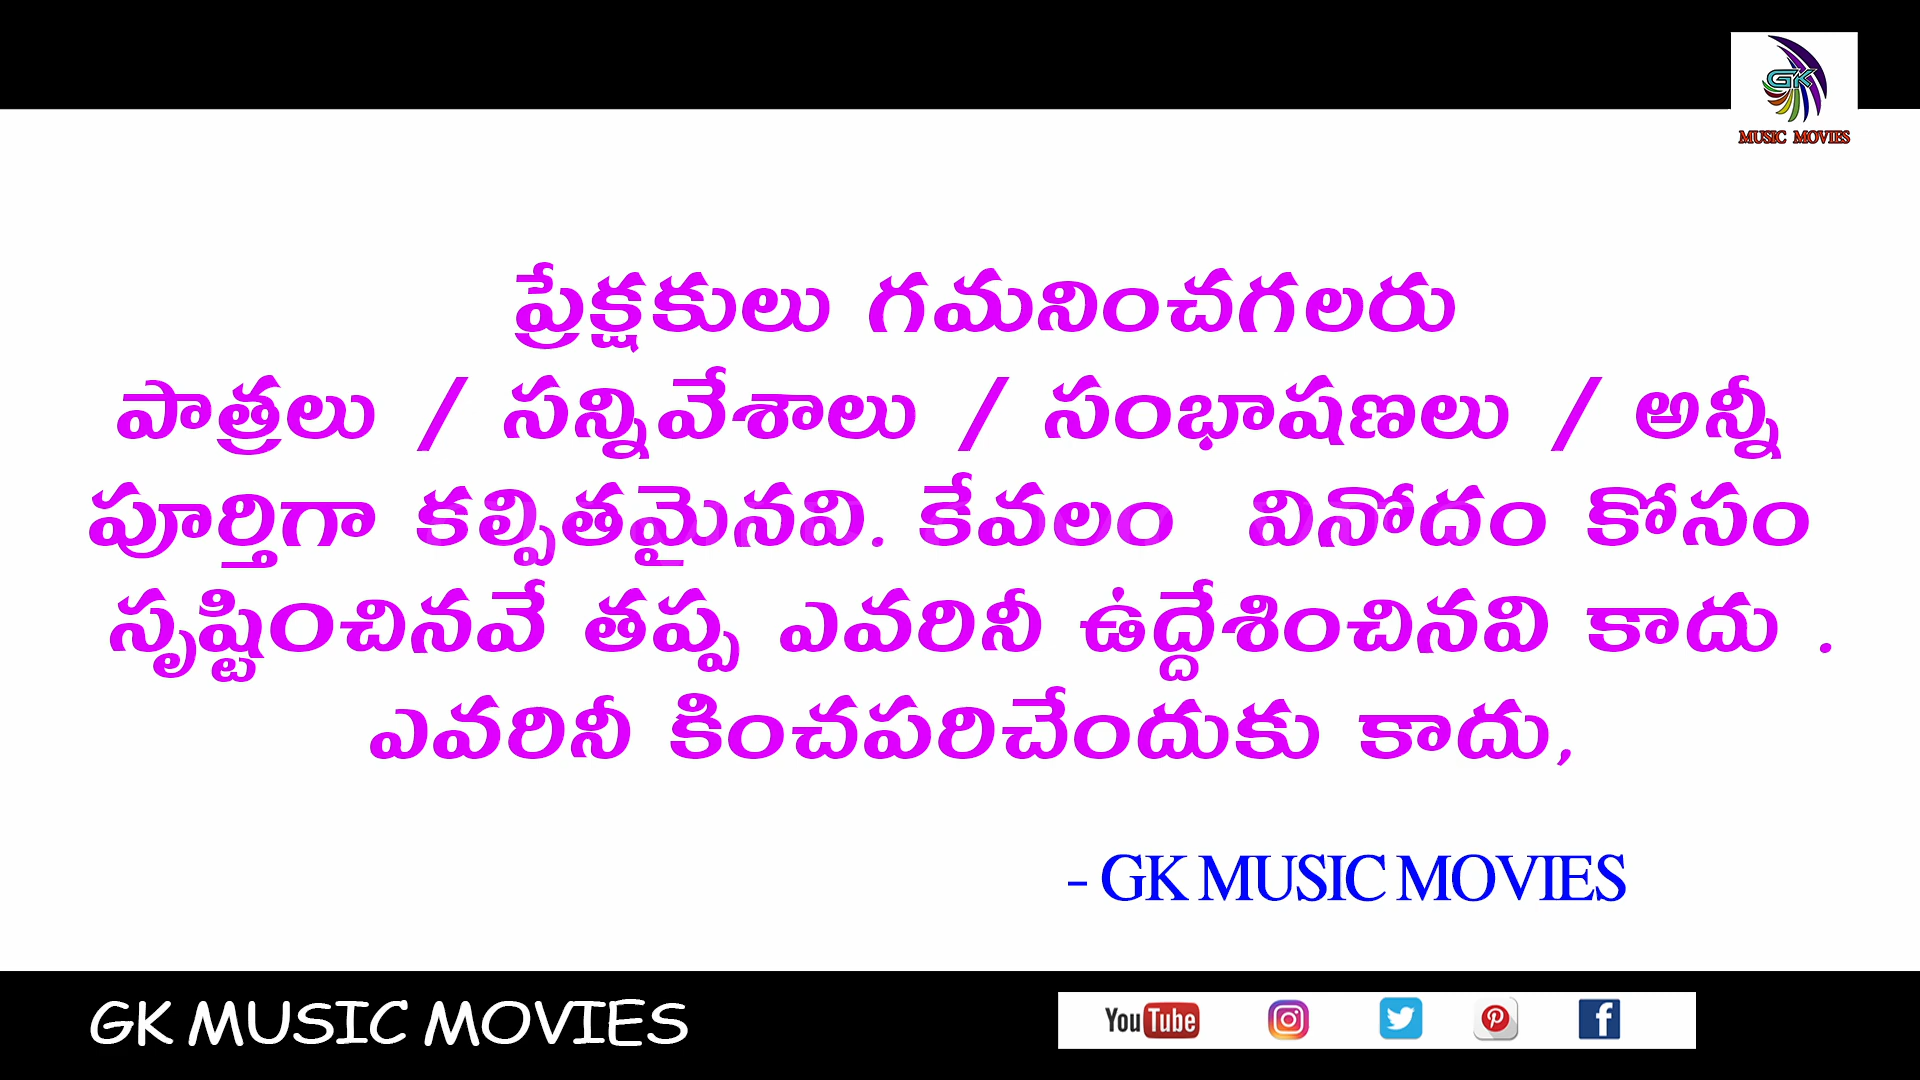 GK
MUSIC MOVIES
ప్రేక్షకులు గమనించగలరు
పాత్రలు / సన్నివేశాలు / సంభాషణలు / అన్నీ
పూర్తిగా కల్పితమైనవి. కేవలం వినోదం కోసం
సృష్టించినవే తప్ప ఎవరినీ ఉద్దేశించినవి కాదు .
ఎవరినీ కించపరిచేందుకు కాదు,
- GK MUSIC MOVIES
GK MUSIC MOVIES
YouTube